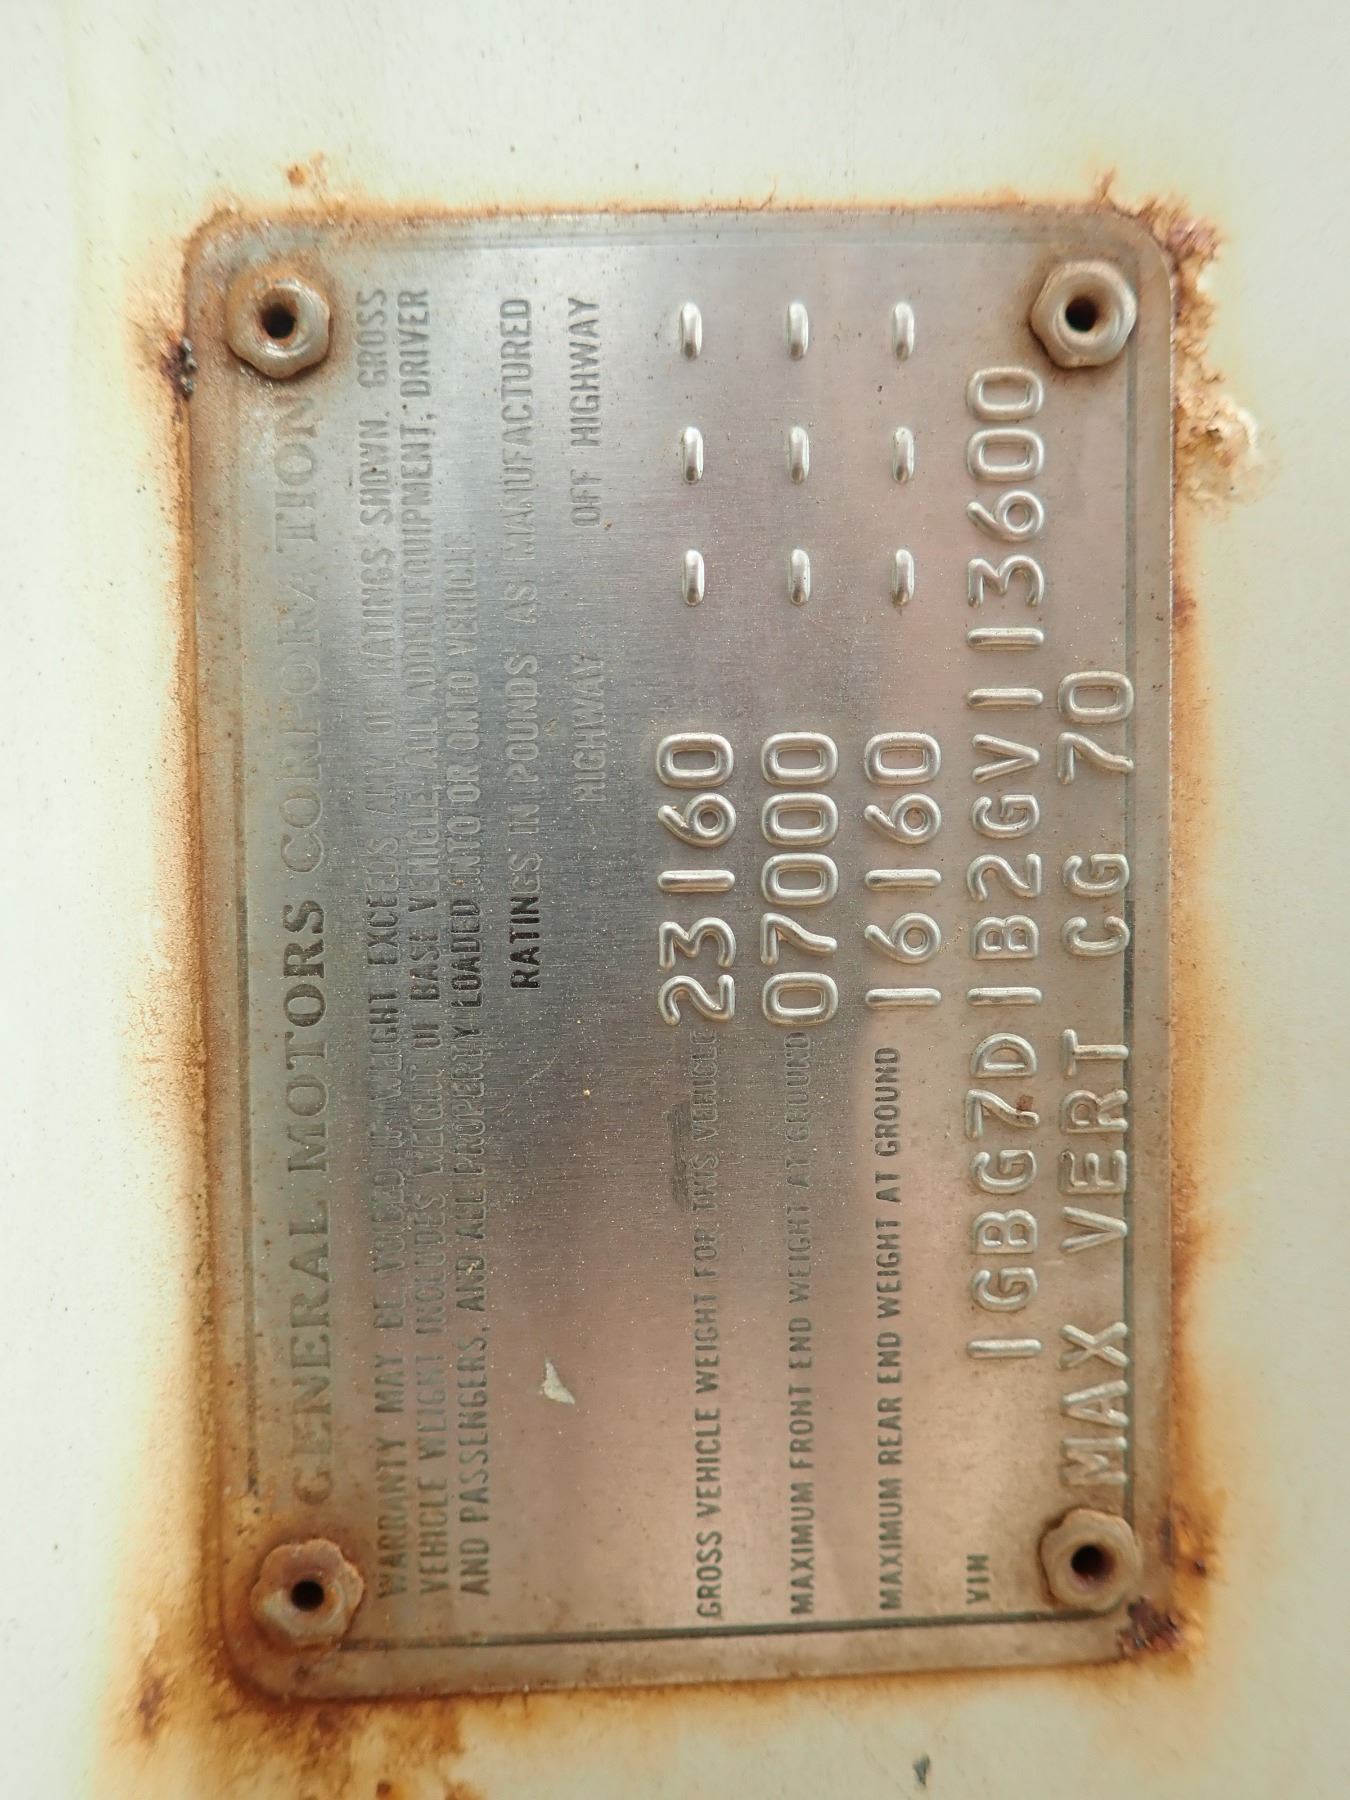 GENERAL MOTORS CORPORATION
WARRANTY MAY BE VOIDED IF WEIGHT EXCEEDS ANY OF RATINGS SHOWN. GROSS
VEHICLE WEIGHT INCLUDES WEIGHT OF BASE VEHICLE, ALL ADDED EQUIPMENT, DRIVER
AND PASSENGERS, AND ALL PROPERTY LOADED INTO OR ONTO VEHICLE.
RATINGS IN POUNDS AS MANUFACTURED
HIGHWAY OFF HIGHWAY
GROSS VEHICLE WEIGHT FOR THIS VEHICLE 23160 - - -
MAXIMUM FRONT END WEIGHT AT GROUND 07000 - - -
MAXIMUM REAR END WEIGHT AT GROUND 16160 - - -
VIN 1GBG7D1B2GV113600
MAX VERT CG 70